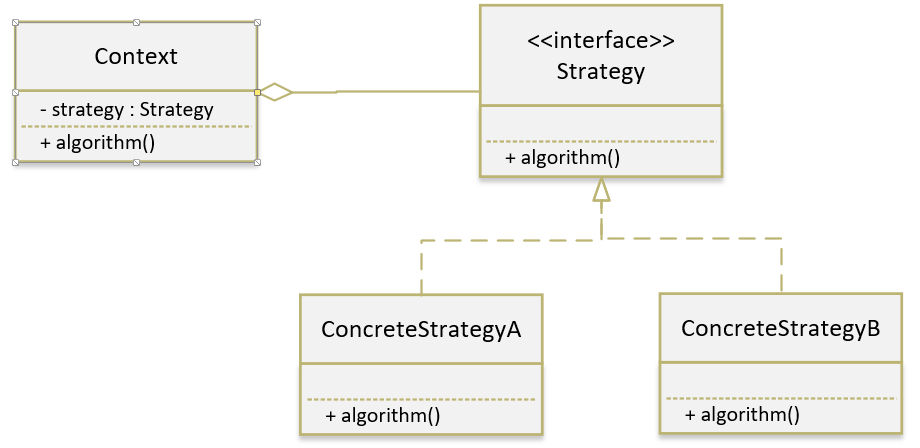 Context
- strategy : Strategy
+ algorithm()
<<interface>>
Strategy
+ algorithm()
ConcreteStrategyA
+ algorithm()
ConcreteStrategyB
+ algorithm()